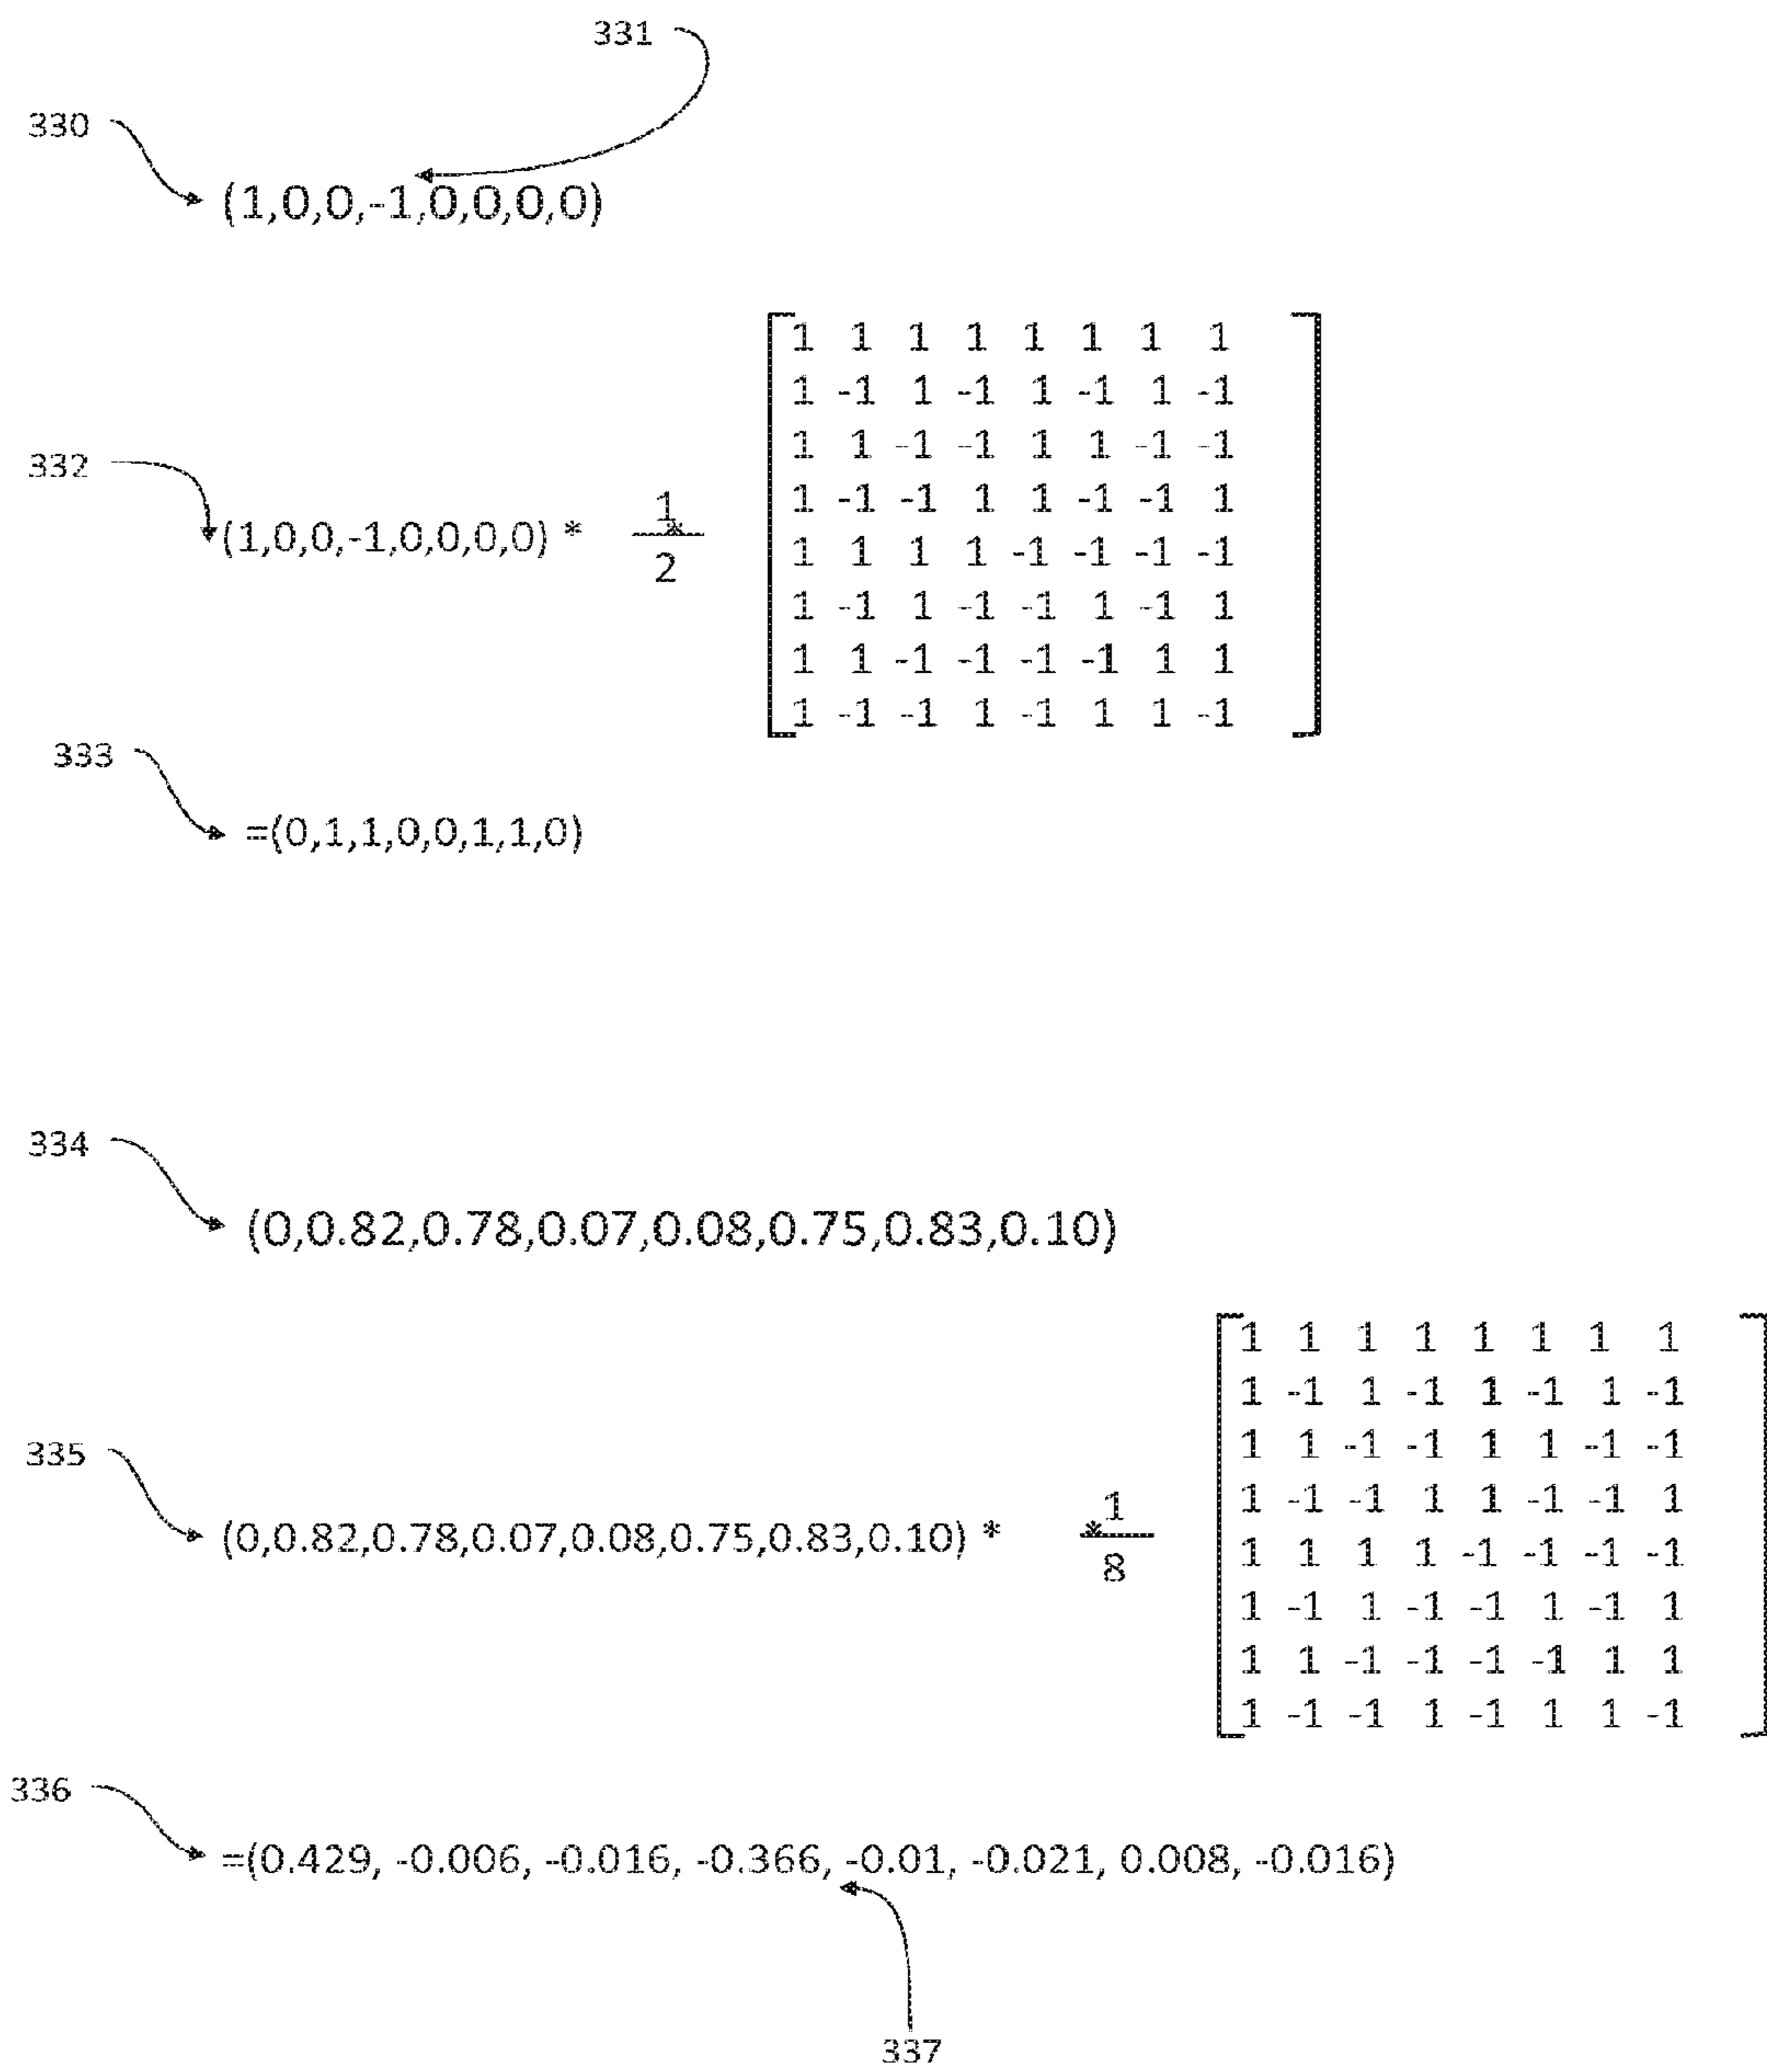 331
330
(1,0,0,-1,0,0,0,0)
1 1 1 1 1 1 1 1
1 -1 1 -1 1 -1 1 -1
1 1 -1 -1 1 1 -1 -1
332
1 -1 -1 1 1 -1 -1 1
(1,0,0,-1,0,0,0,0) * 1 * 2
1 1 1 1 -1 -1 -1 -1
1 -1 1 -1 -1 1 -1 1
1 1 -1 -1 -1 -1 1 1
1 -1 -1 1 -1 1 1 -1
333
=(0,1,1,0,0,1,1,0)
334
(0,0.82,0.78,0.07,0.08,0.75,0.83,0.10)
1 1 1 1 1 1 1 1
1 -1 1 -1 1 -1 1 -1
335
1 1 -1 -1 1 1 -1 -1
1 -1 -1 1 1 -1 -1 1
(0,0.82,0.78,0.07,0.08,0.75,0.83,0.10) * * 1 8
1 1 1 1 -1 -1 -1 -1
1 -1 1 -1 -1 1 -1 1
1 1 -1 -1 -1 -1 1 1
1 -1 -1 1 -1 1 1 -1
336
=(0.429, -0.006, -0.016, -0.366, -0.01, -0.021, 0.008, -0.016)
337